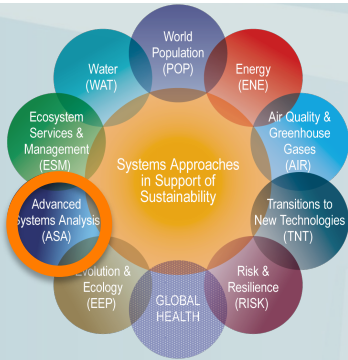 World
Population
(POP)
Water
(WAT)
Energy
(ENE)
Ecosystem
Services &
Management
(ESM)
Air Quality &
Greenhouse
Gases
(AIR)
Systems Approaches
in Support of
Sustainability
Advanced
Systems Analysis
(ASA)
Transitions to
New Technologies
(TNT)
Evolution &
Ecology
(EEP)
Risk &
Resilience
(RISK)
GLOBAL
HEALTH